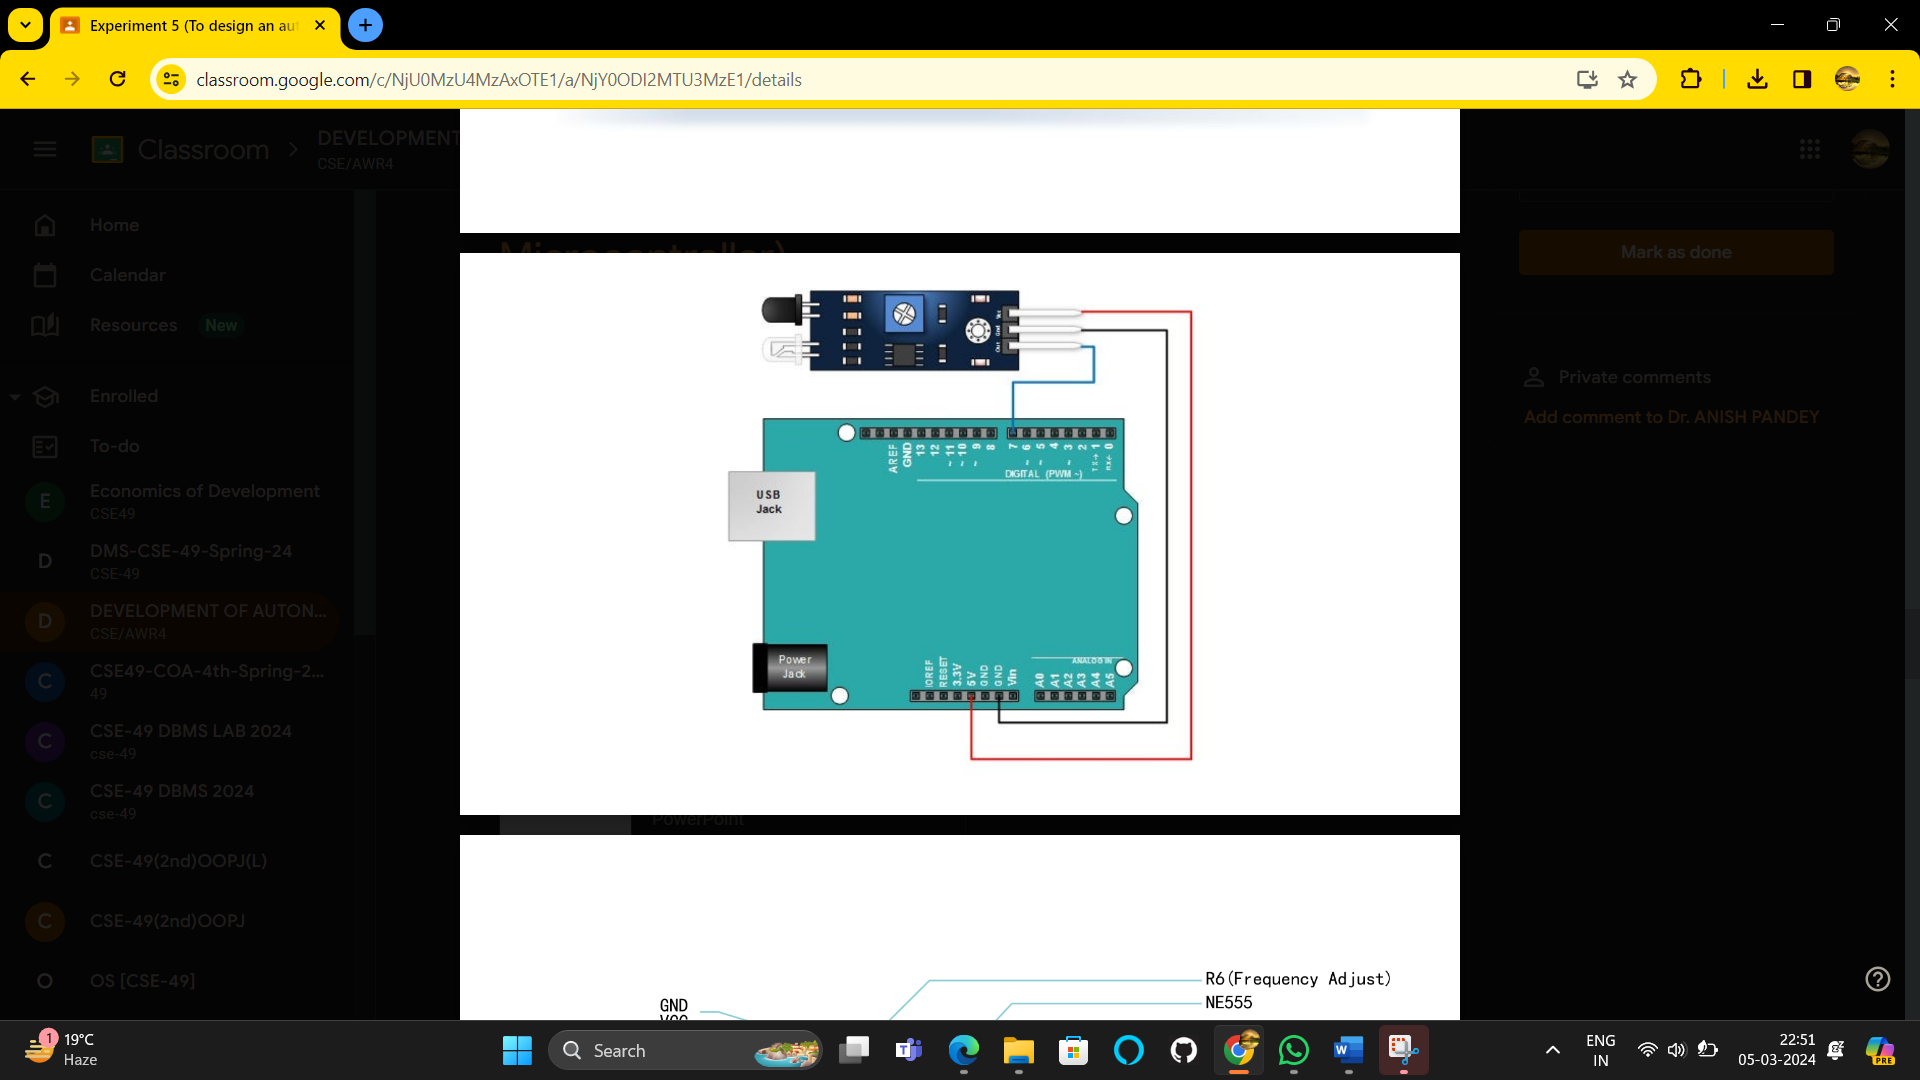 Experiment 5 (To design an aut
classroom.google.com/c/NjU0MzU4MzAxOTE1/a/NjY0ODI2MTU3MzE1/details
Classroom
DEVELOPMENT
CSE/AWR4
Home
Calendar
Resources New
Enrolled
To-do
E Economics of Development
CSE49
D DMS-CSE-49-Spring-24
CSE-49
D DEVELOPMENT OF AUTON...
CSE/AWR4
C CSE49-COA-4th-Spring-2...
49
C CSE-49 DBMS LAB 2024
cse-49
C CSE-49 DBMS 2024
cse-49
C CSE-49(2nd)OOPJ(L)
C CSE-49(2nd)OOPJ
O OS [CSE-49]
Microcontroller)
Mark as done
Private comments
Add comment to Dr. ANISH PANDEY
Vcc
Gnd
Out
AREF GND 13 12 ~11 ~10 ~9 8 7 ~6 ~5 4 ~3 2 TX→1 RX←0
DIGITAL (PWM ~)
USB
Jack
Power
Jack
IOREF RESET 3.3V 5V GND GND Vin
ANALOG IN
A0 A1 A2 A3 A4 A5
PowerPoint
R6(Frequency Adjust)
NE555
GND
VCC
1
19°C
Haze
Search
ENG
IN
22:51
05-03-2024
PRE